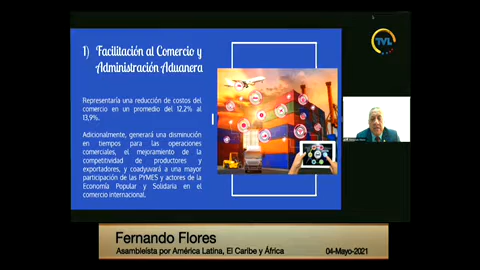 TVL
1) Facilitación al Comercio y
Administración Aduanera
Representaría una reducción de costos del
comercio en un promedio del 12,2% al
13,9%.
Adicionalmente, generará una disminución
en tiempos para las operaciones
comerciales, el mejoramiento de la
competitividad de productores y
exportadores, y coadyuvará a una mayor
participación de las PYMES y actores de la
Economía Popular y Solidaria en el
comercio internacional.
Fernando Flores
Asambleísta por América Latina, El Caribe y África
04-Mayo-2021